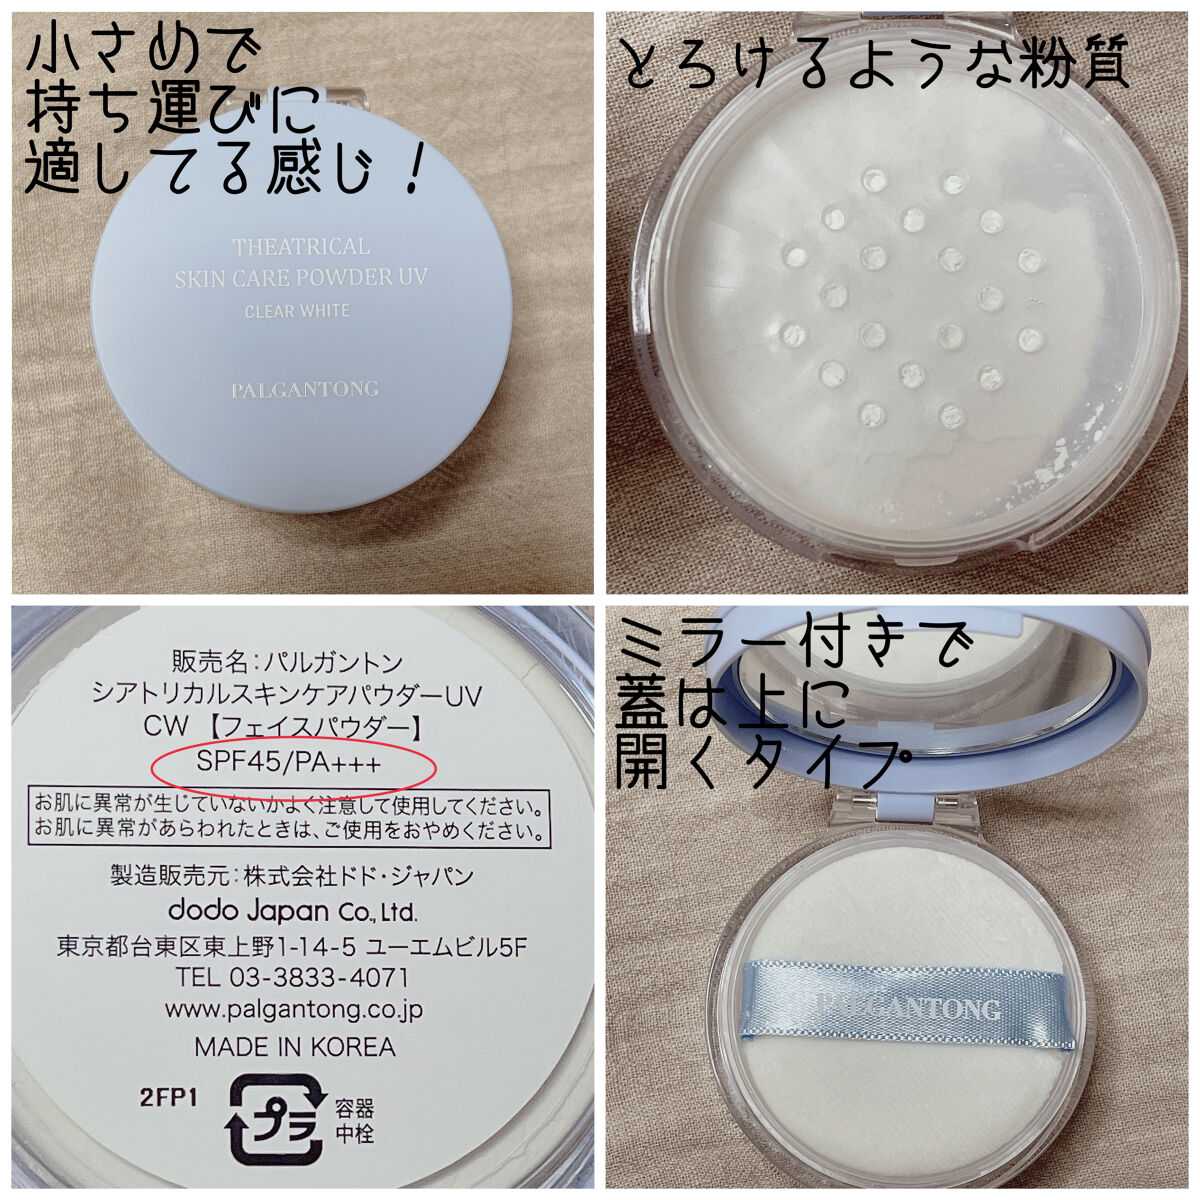 小さめで
持ち運びに
適してる感じ！
THEATRICAL
SKIN CARE POWDER UV
CLEAR WHITE
PALGANTONG
とろけるような粉質
販売名：パルガントン
シアトリカルスキンケアパウダーUV
CW 【フェイスパウダー】
SPF45/PA+++
お肌に異常が生じていないかよく注意して使用してください。
お肌に異常があらわれたときは、ご使用をおやめください。
製造販売元：株式会社ドド・ジャパン
dodo Japan Co., Ltd.
東京都台東区東上野1-14-5 ユーエムビル5F
TEL 03-3833-4071
www.palgantong.co.jp
MADE IN KOREA
2FP1
プラ
容器
中栓
ミラー付きで
蓋は上に
開くタイプ
PALGANTONG